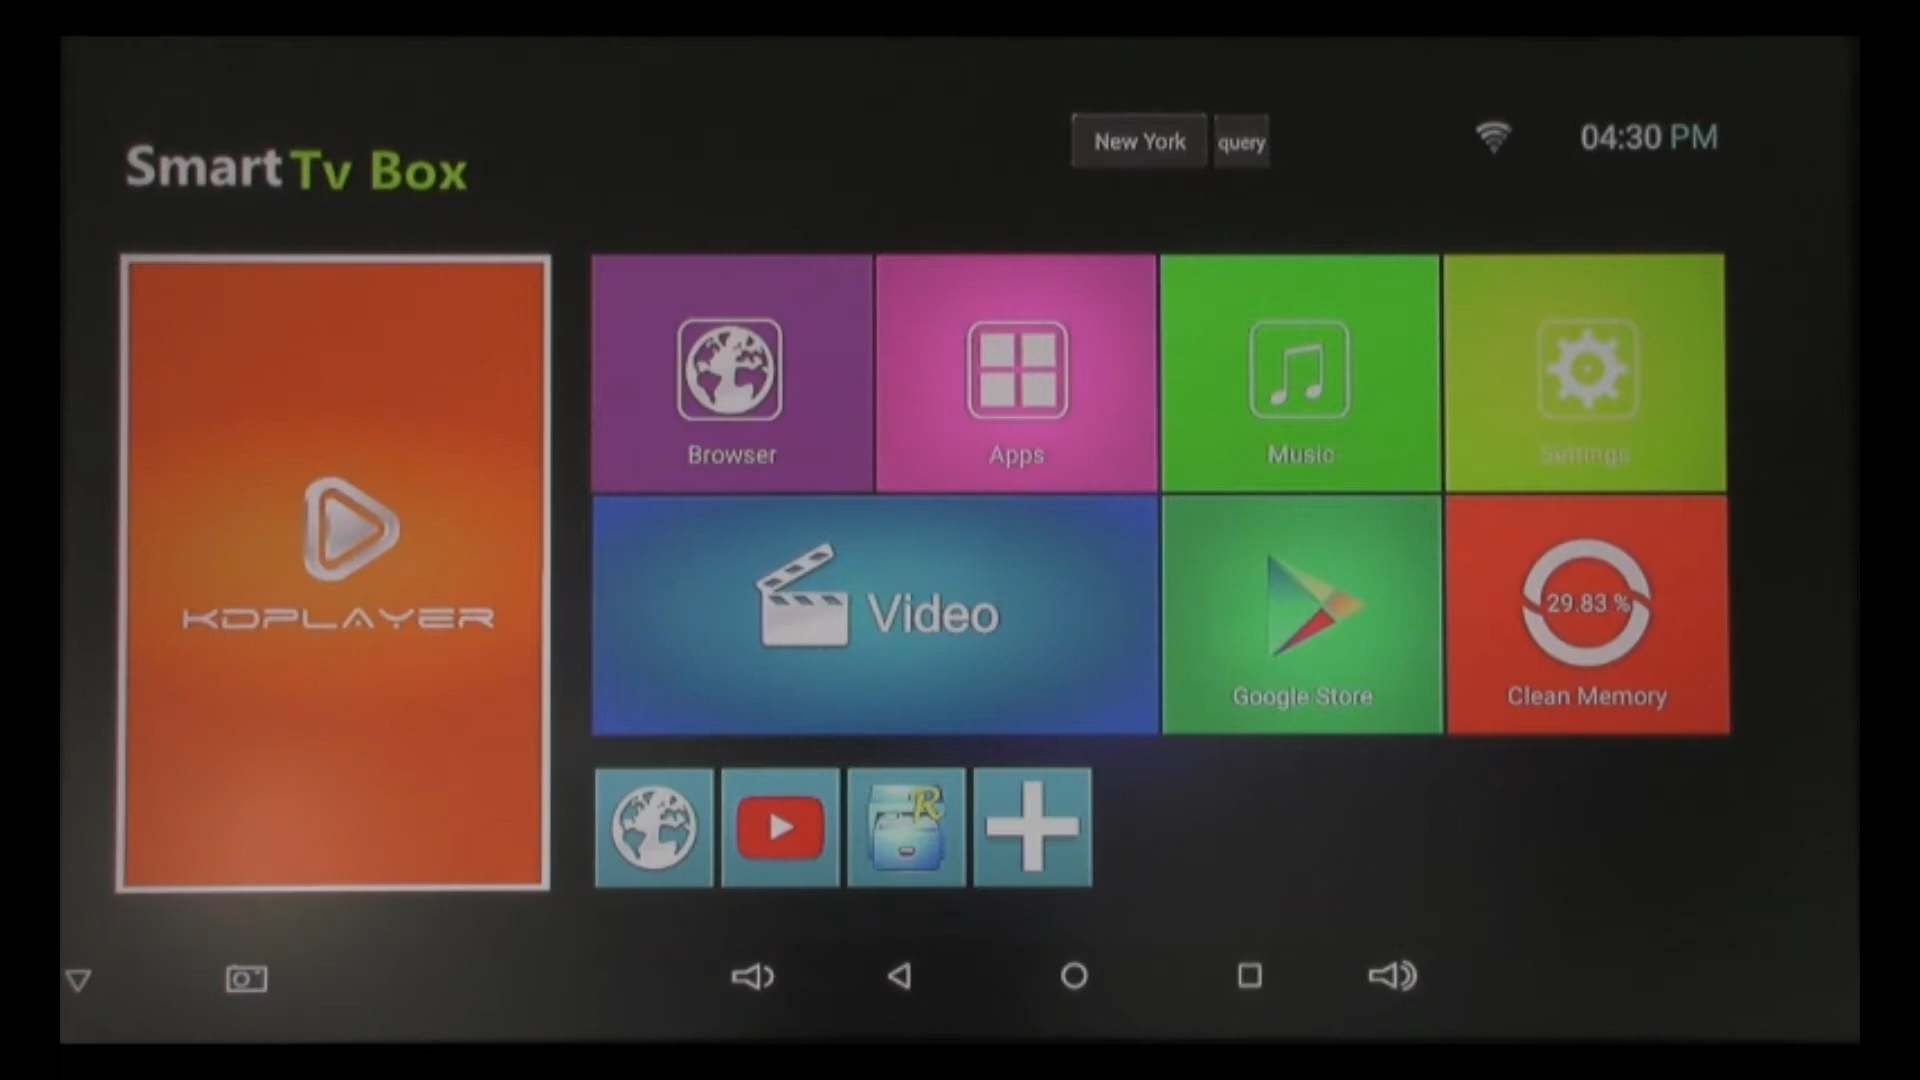 New York
query
04:30 PM
Smart Tv Box
Browser
Apps
Music
Settings
KDPLAYER
Video
29.83 %
Google Store
Clean Memory
R